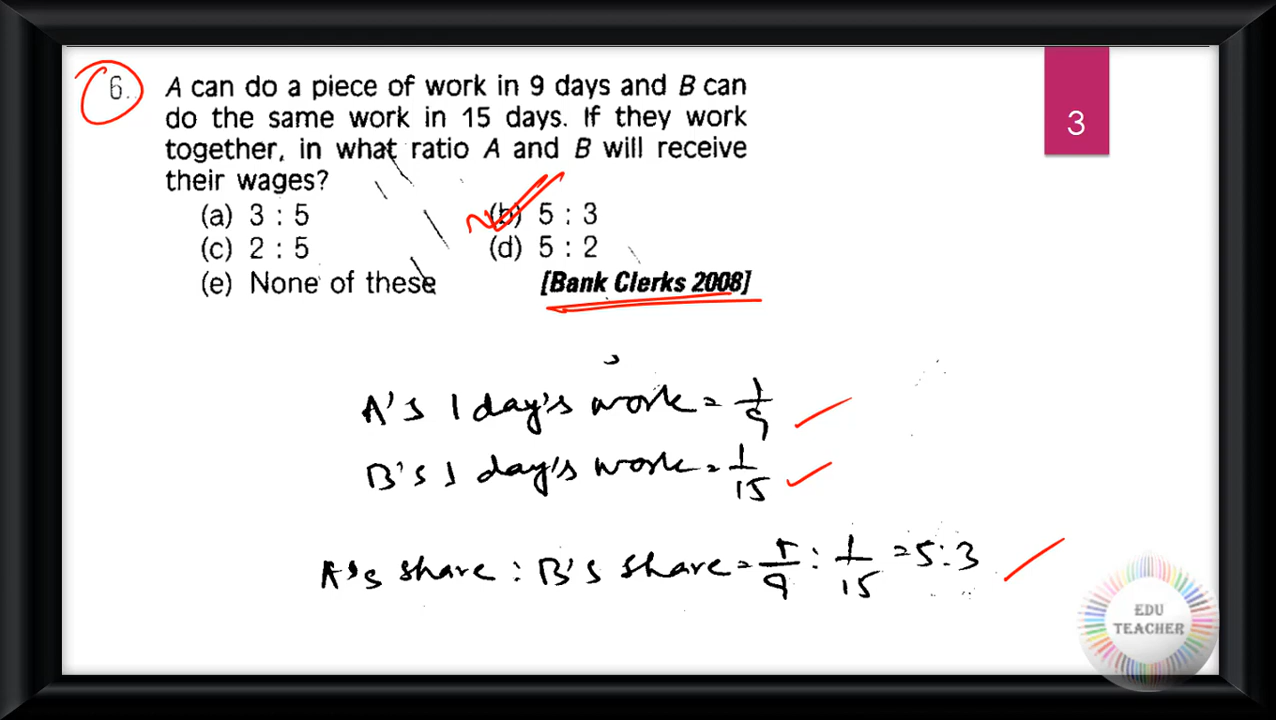 6. A can do a piece of work in 9 days and B can
do the same work in 15 days. If they work
together, in what ratio A and B will receive
their wages?
(a) 3 : 5 (b) 5 : 3
(c) 2 : 5 (d) 5 : 2
(e) None of these [Bank Clerks 2008]
3
A's 1 day's work = 1/9
B's 1 day's work = 1/15
A's share : B's share = 1/9 : 1/15 = 5:3
EDU
TEACHER